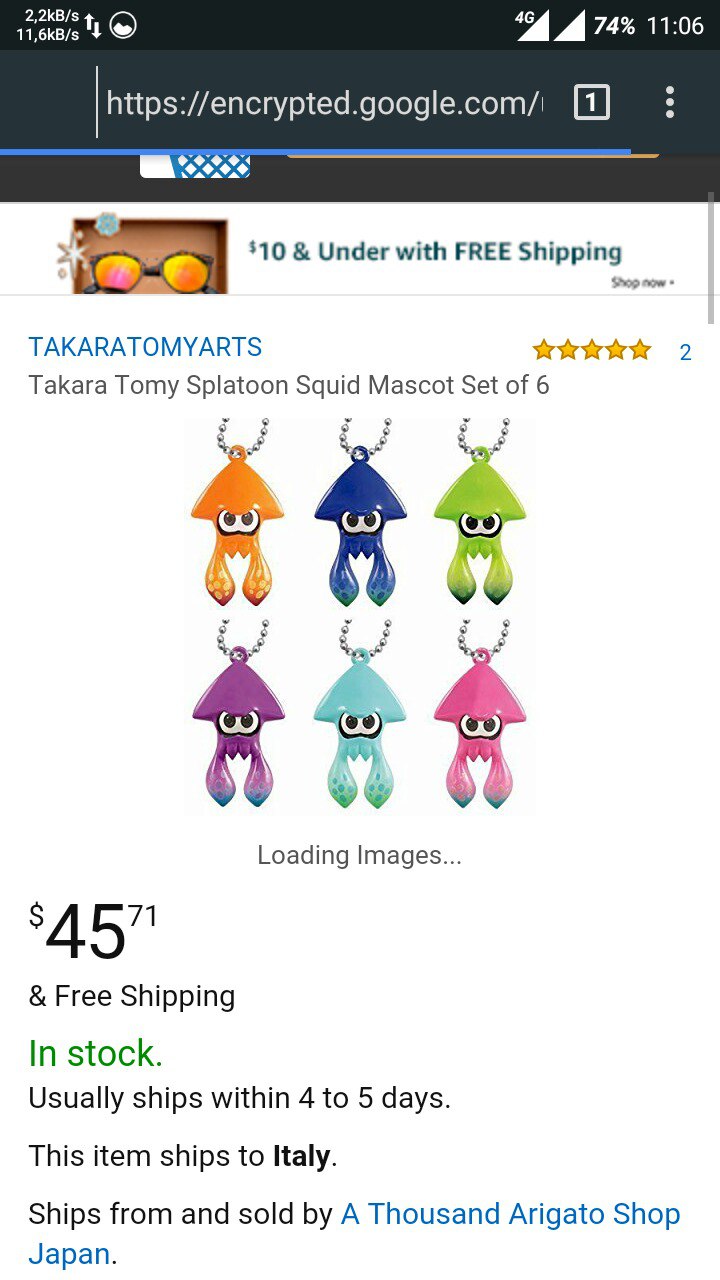 2,2kB/s
11,6kB/s
4G 74% 11:06
https://encrypted.google.com/ 1
$10 & Under with FREE Shipping
Shop now
TAKARATOMYARTS 2
Takara Tomy Splatoon Squid Mascot Set of 6
Loading Images...
$45 71
& Free Shipping
In stock.
Usually ships within 4 to 5 days.
This item ships to Italy.
Ships from and sold by A Thousand Arigato Shop
Japan.